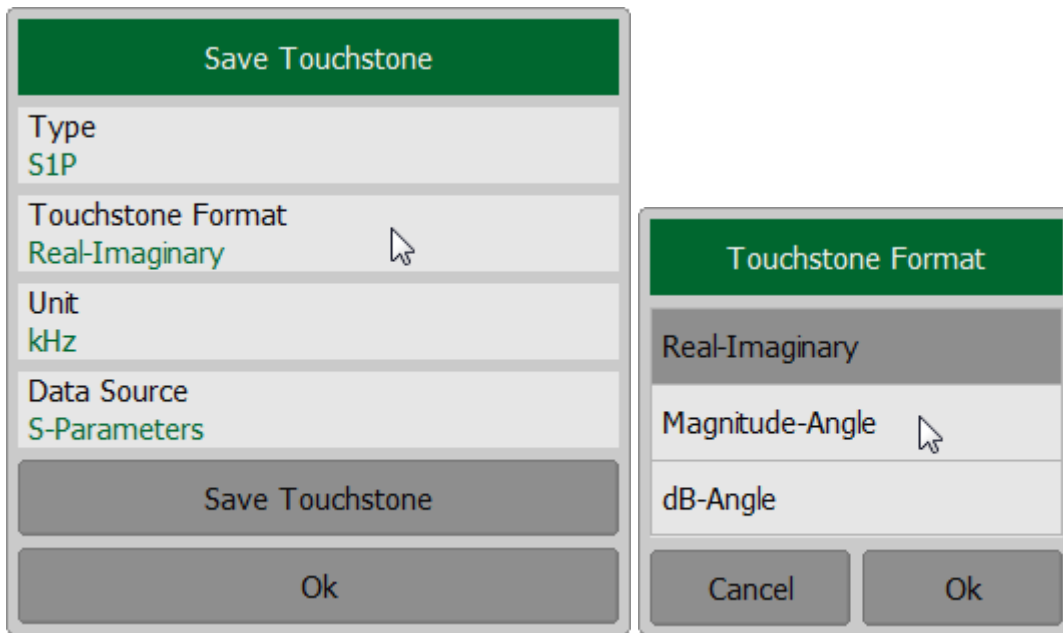 Save Touchstone
Type
S1P
Touchstone Format
Real-Imaginary
Unit
kHz
Data Source
S-Parameters
Save Touchstone
Ok
Touchstone Format
Real-Imaginary
Magnitude-Angle
dB-Angle
Cancel
Ok